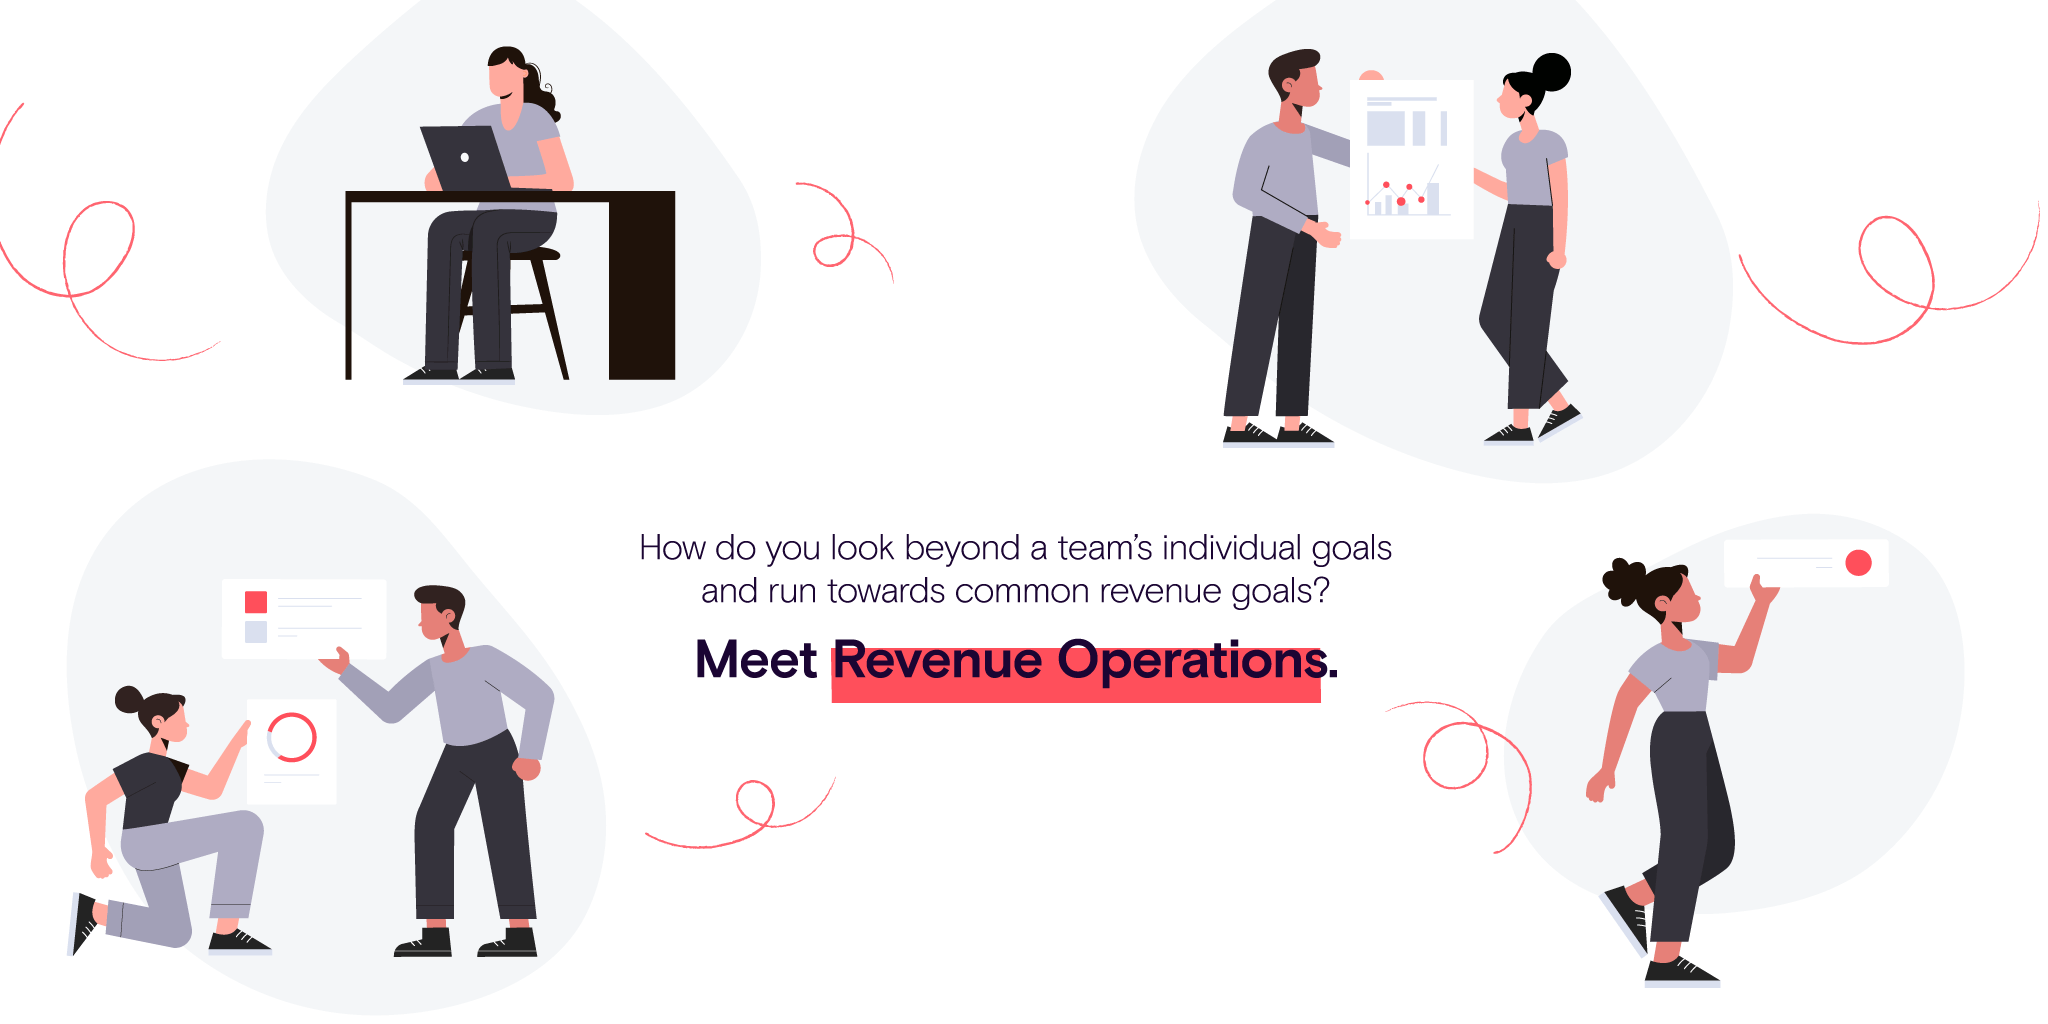 How do you look beyond a team’s individual goals
and run towards common revenue goals?
Meet Revenue Operations.